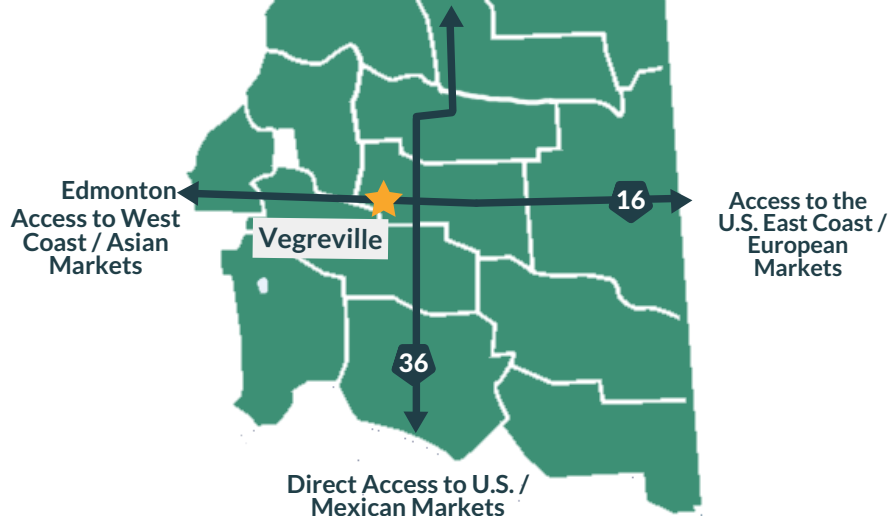 Edmonton
Access to West
Coast / Asian
Markets
Vegreville
16
Access to the
U.S. East Coast /
European
Markets
36
Direct Access to U.S. /
Mexican Markets